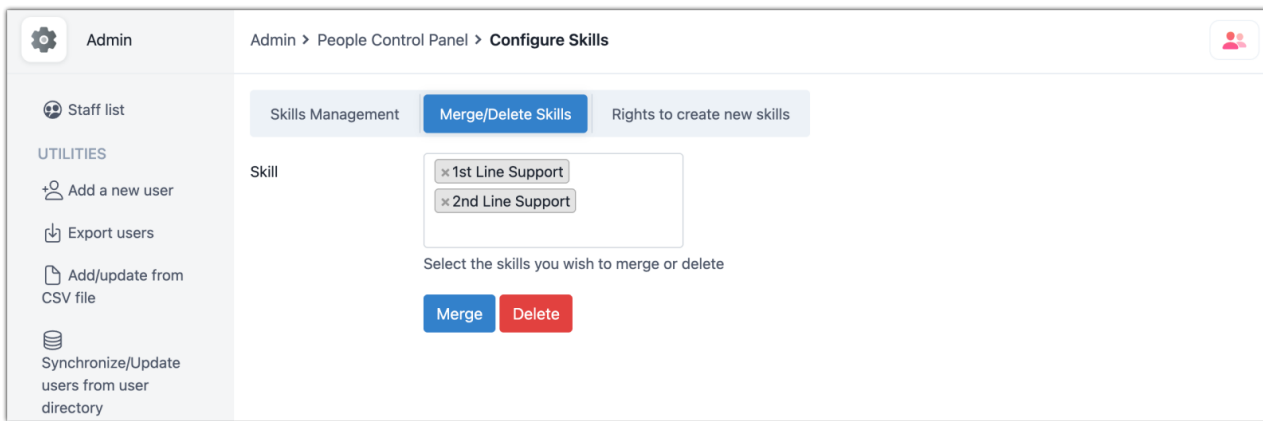 Admin
Admin > People Control Panel > Configure Skills
Staff list
UTILITIES
Add a new user
Export users
Add/update from
CSV file
Synchronize/Update
users from user
directory
Skills Management
Merge/Delete Skills
Rights to create new skills
Skill
×1st Line Support
×2nd Line Support
Select the skills you wish to merge or delete
Merge
Delete